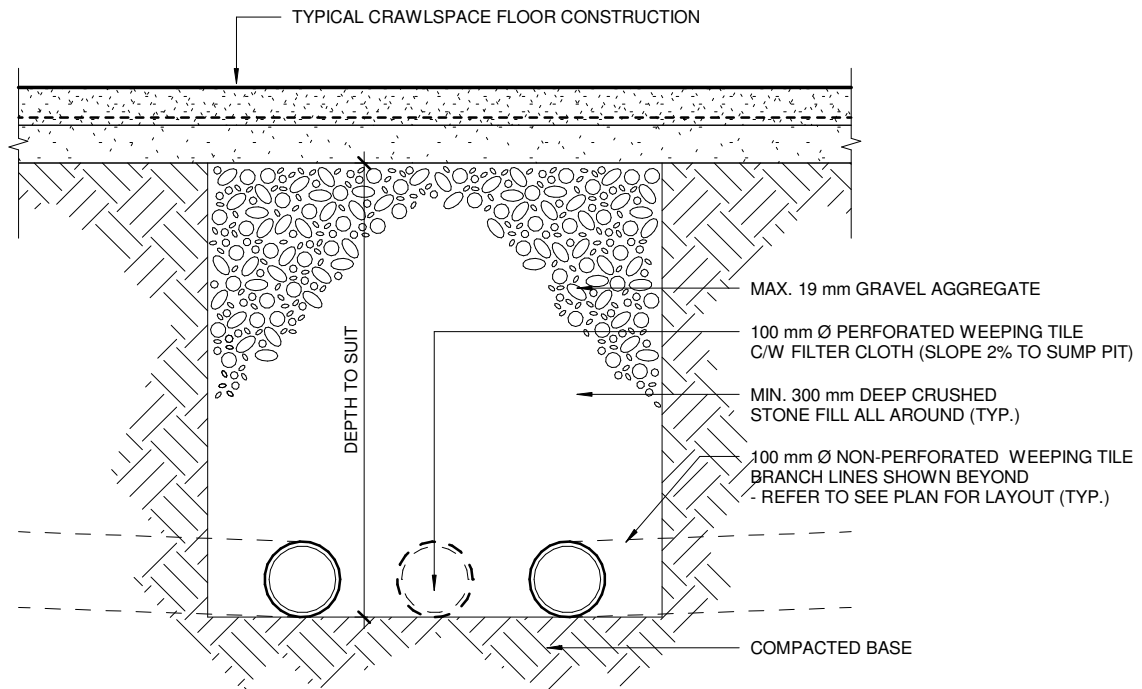 TYPICAL CRAWLSPACE FLOOR CONSTRUCTION
MAX. 19 mm GRAVEL AGGREGATE
100 mm Ø PERFORATED WEEPING TILE
C/W FILTER CLOTH (SLOPE 2% TO SUMP PIT)
DEPTH TO SUIT
MIN. 300 mm DEEP CRUSHED
STONE FILL ALL AROUND (TYP.)
100 mm Ø NON-PERFORATED WEEPING TILE
BRANCH LINES SHOWN BEYOND
- REFER TO SEE PLAN FOR LAYOUT (TYP.)
COMPACTED BASE